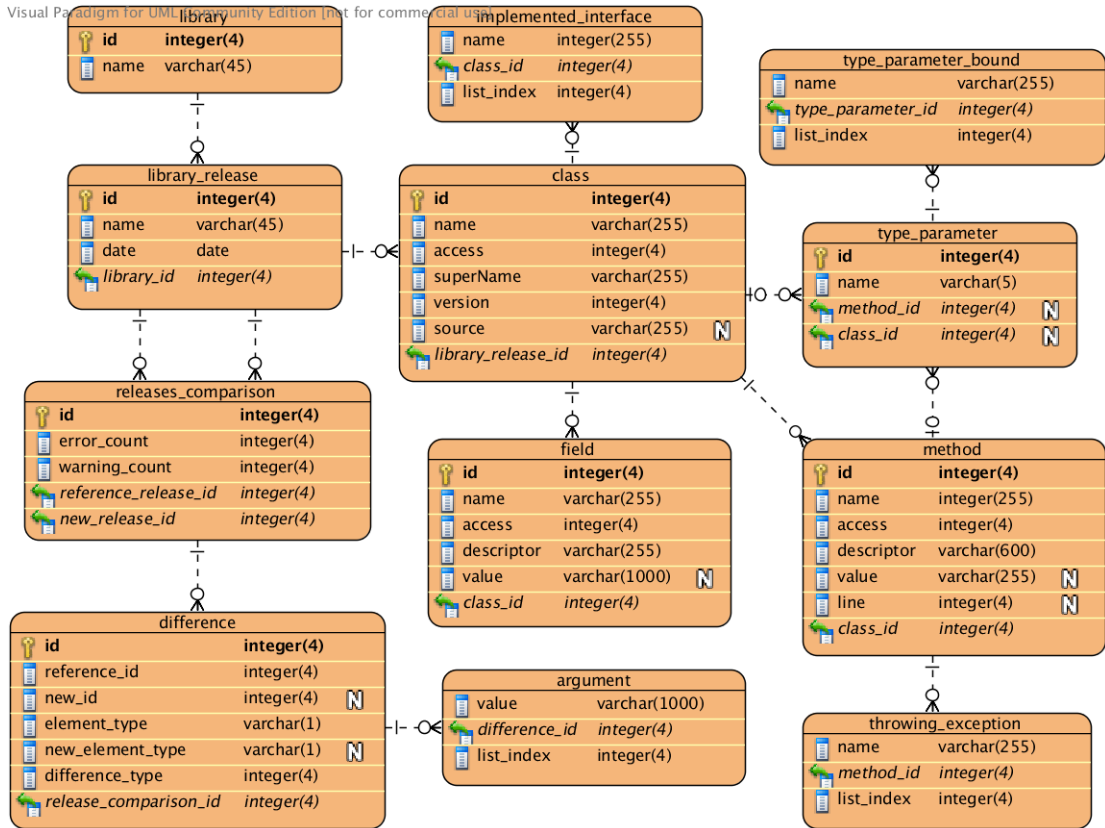 Visual Paradigm for UML Community Edition [not for commercial use]
library
id integer(4)
name varchar(45)
implemented_interface
name integer(255)
class_id integer(4)
list_index integer(4)
type_parameter_bound
name varchar(255)
type_parameter_id integer(4)
list_index integer(4)
library_release
id integer(4)
name varchar(45)
date date
library_id integer(4)
class
id integer(4)
name varchar(255)
access integer(4)
superName varchar(255)
version integer(4)
source varchar(255) N
library_release_id integer(4)
type_parameter
id integer(4)
name varchar(5)
method_id integer(4) N
class_id integer(4) N
releases_comparison
id integer(4)
error_count integer(4)
warning_count integer(4)
reference_release_id integer(4)
new_release_id integer(4)
field
id integer(4)
name varchar(255)
access integer(4)
descriptor varchar(255)
value varchar(1000) N
class_id integer(4)
method
id integer(4)
name integer(255)
access integer(4)
descriptor varchar(600)
value varchar(255) N
line integer(4) N
class_id integer(4)
difference
id integer(4)
reference_id integer(4)
new_id integer(4) N
element_type varchar(1)
new_element_type varchar(1) N
difference_type integer(4)
release_comparison_id integer(4)
argument
value varchar(1000)
difference_id integer(4)
list_index integer(4)
throwing_exception
name varchar(255)
method_id integer(4)
list_index integer(4)